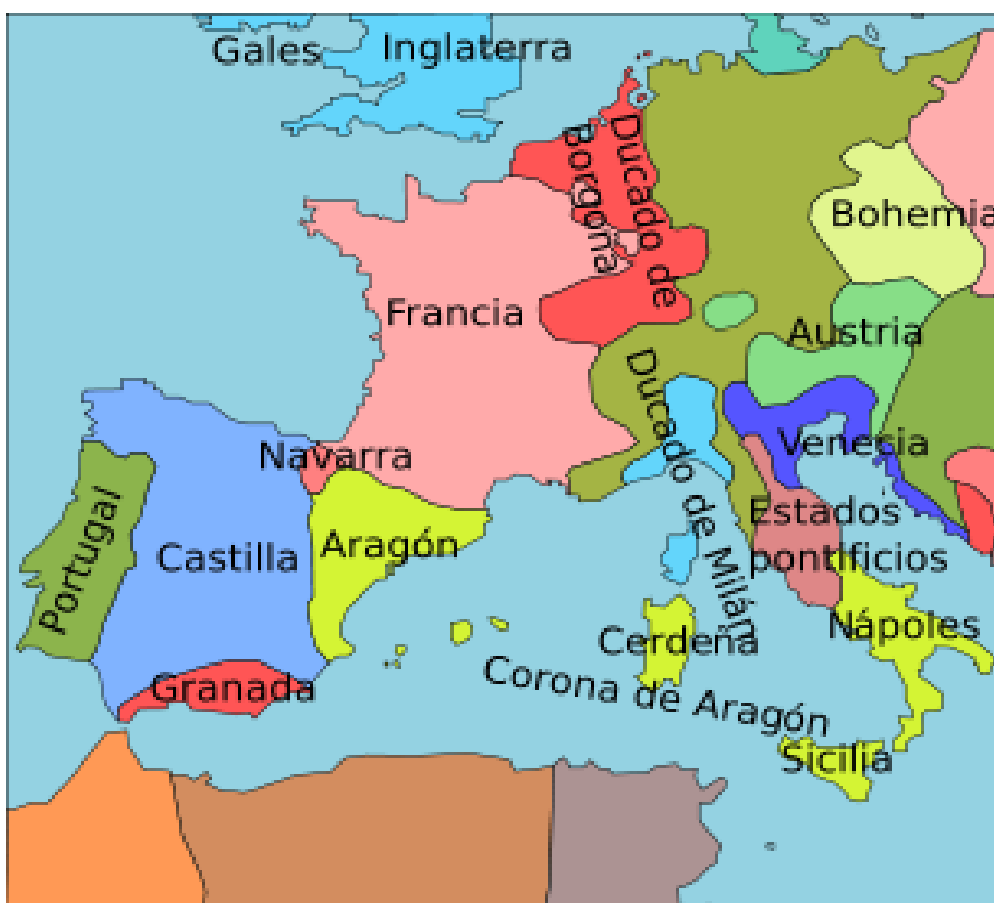 Gales
Inglaterra
Ducado de
Borgoña
Bohemia
Francia
Austria
Ducado de Milán
Navarra
Venesia
Portugal
Castilla
Aragón
Estados
pontificios
Cerdeña
Nápoles
Granada
Corona de Aragón
Sicilia